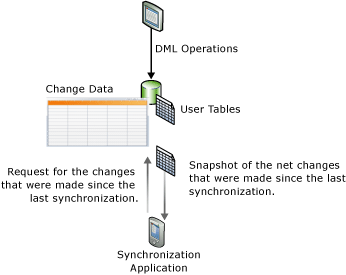 DML Operations
Change Data
User Tables
Request for the changes
that were made since the
last synchronization.
Snapshot of the net changes
that were made since the last
synchronization.
Synchronization
Application